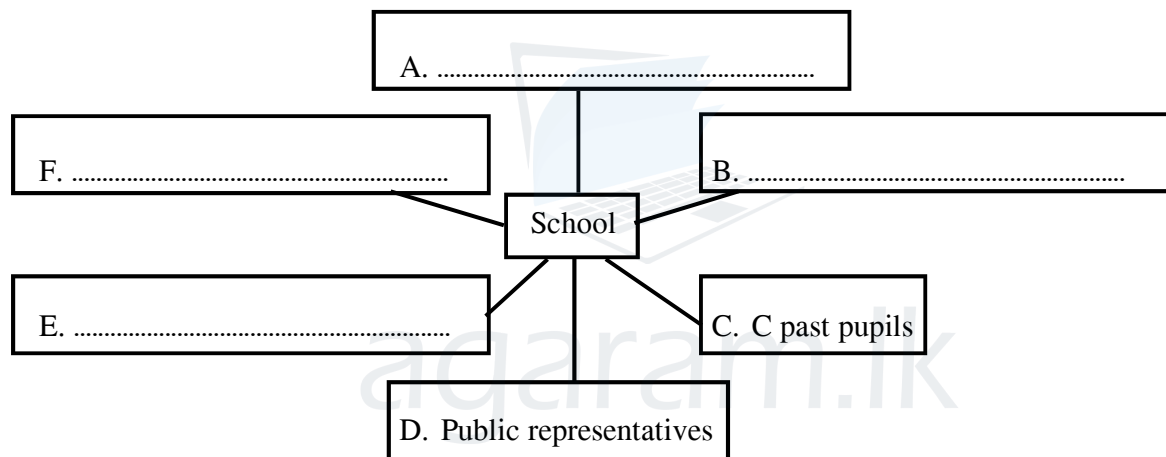 A. ...............................................................
F. ...............................................................
B. ...............................................................
School
E. ...............................................................
C. C past pupils
agaram.lk
D. Public representatives